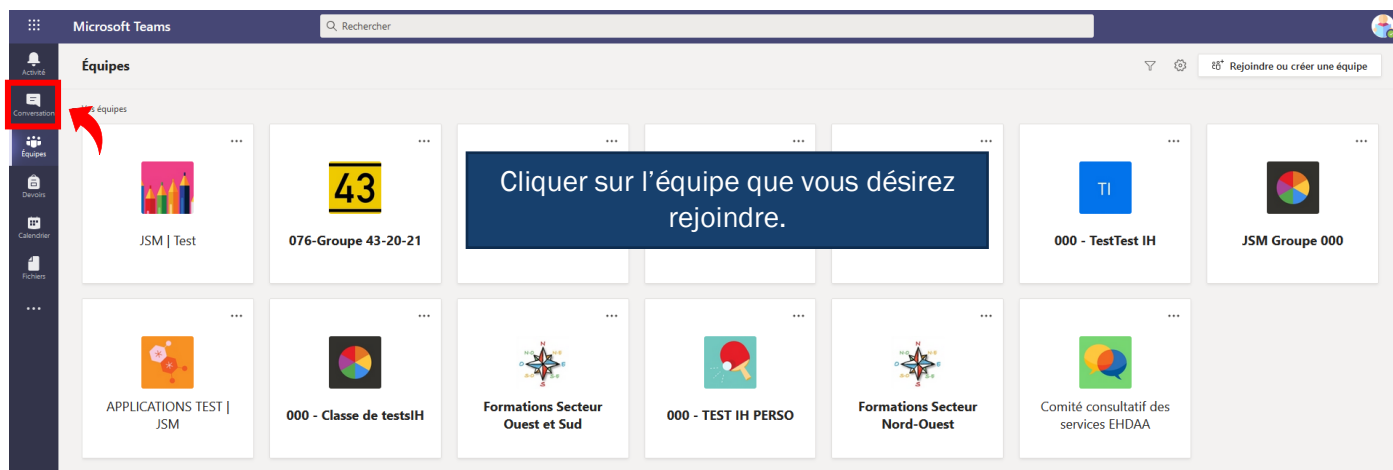 Microsoft Teams
Rechercher
Activité
Conversation
Équipes
Devoirs
Calendrier
Fichiers
Équipes
Rejoindre ou créer une équipe
équipes
JSM | Test
43
076-Groupe 43-20-21
Cliquer sur l’équipe que vous désirez
rejoindre.
TI
000 - TestTest IH
JSM Groupe 000
APPLICATIONS TEST |
JSM
000 - Classe de testsIH
N
S
Formations Secteur
Ouest et Sud
000 - TEST IH PERSO
N
S
Formations Secteur
Nord-Ouest
Comité consultatif des
services EHDAA